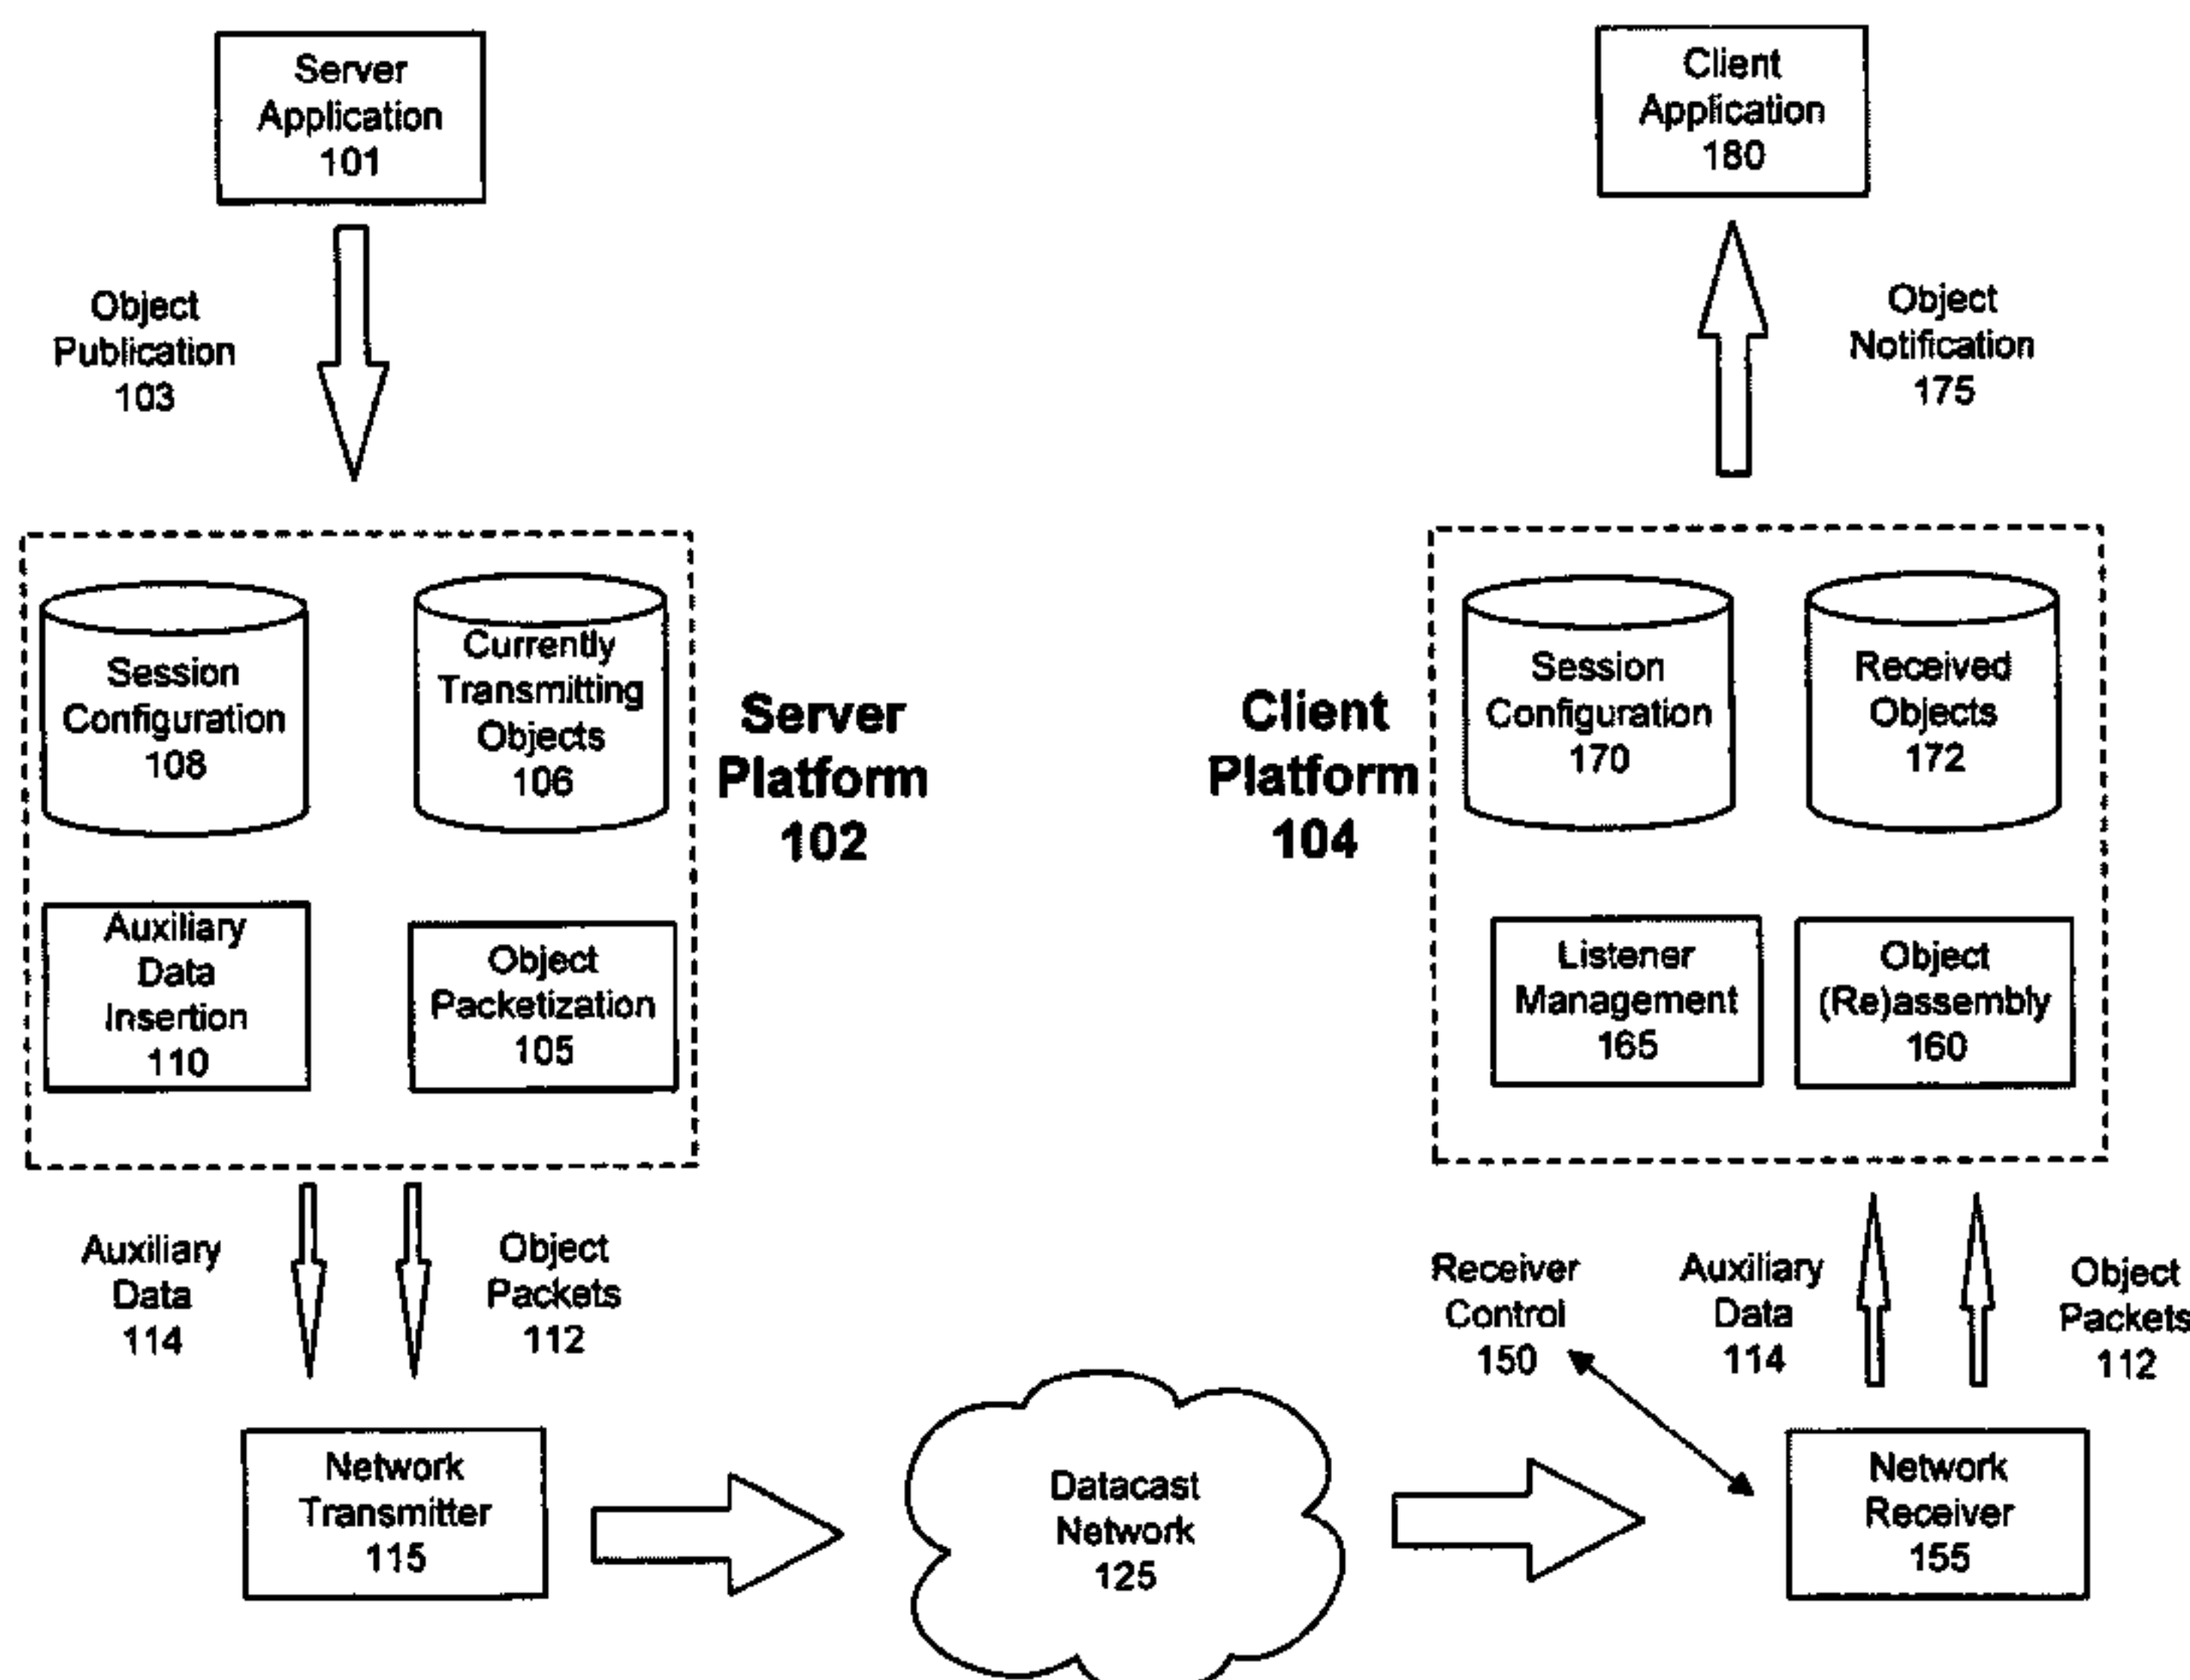 Server
Application
101
Client
Application
180
Object
Publication
103
Object
Notification
175
Session
Configuration
108
Currently
Transmitting
Objects
106
Server
Platform
102
Client
Platform
104
Session
Configuration
170
Received
Objects
172
Auxiliary
Data
Insertion
110
Object
Packetization
105
Listener
Management
165
Object
(Re)assembly
160
Auxiliary
Data
114
Object
Packets
112
Receiver
Control
150
Auxiliary
Data
114
Object
Packets
112
Network
Transmitter
115
Datacast
Network
125
Network
Receiver
155